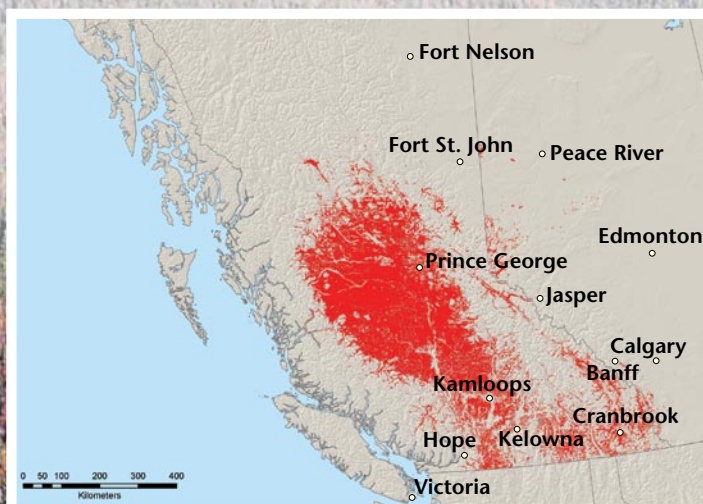 Fort Nelson
Fort St. John
Peace River
Edmonton
Prince George
Jasper
Calgary
Banff
Kamloops
Cranbrook
Kelowna
Hope
Victoria
0 50 100 200 300 400
Kilometers